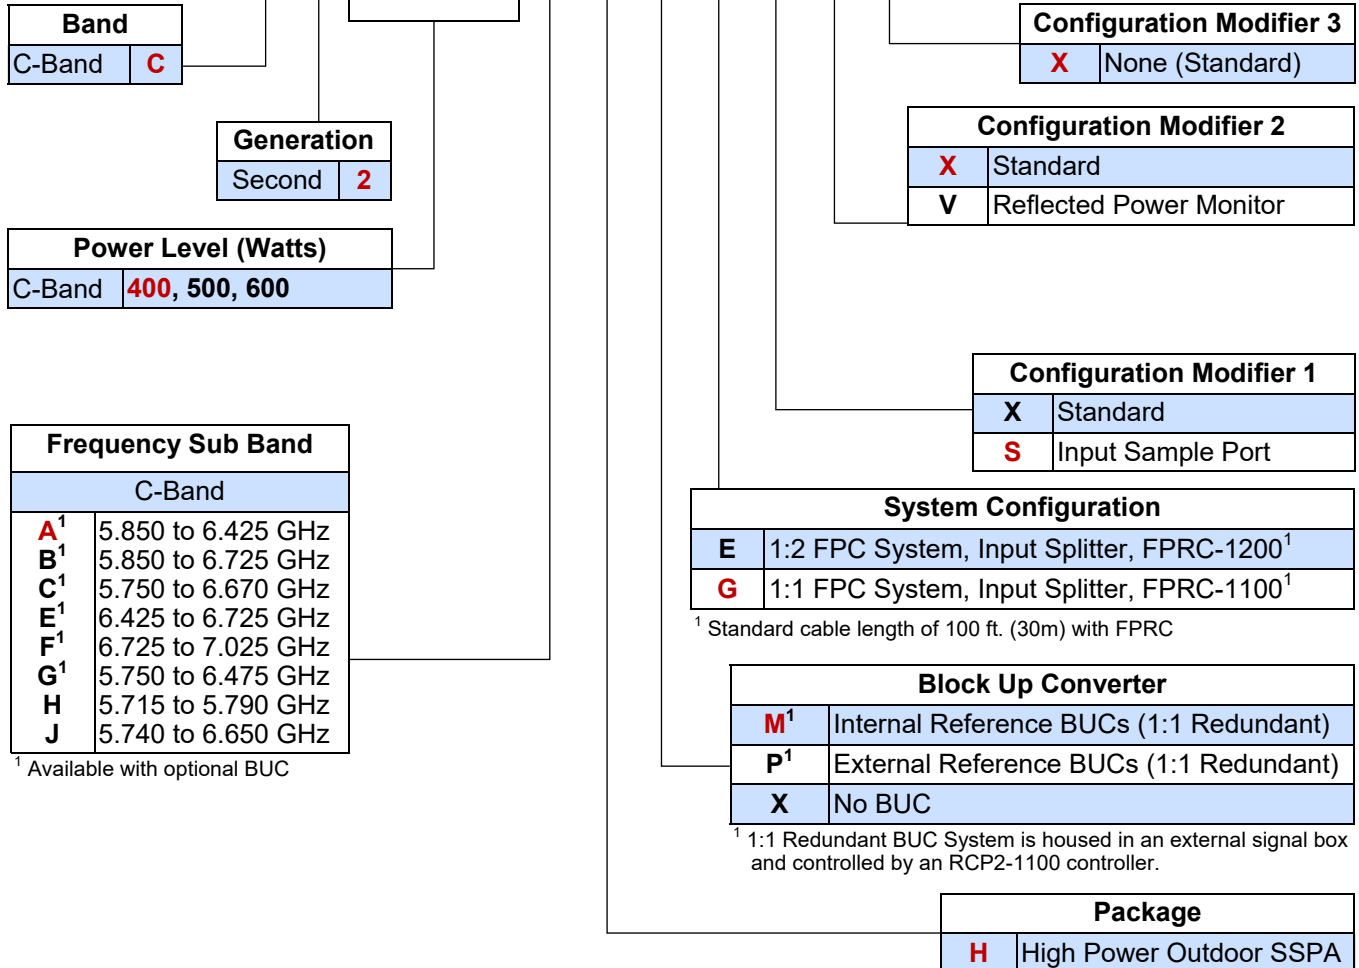 Band
C-Band C
Generation
Second 2
Power Level (Watts)
C-Band 400, 500, 600
Frequency Sub Band
C-Band
A¹ 5.850 to 6.425 GHz
B¹ 5.850 to 6.725 GHz
C¹ 5.750 to 6.670 GHz
E¹ 6.425 to 6.725 GHz
F¹ 6.725 to 7.025 GHz
G¹ 5.750 to 6.475 GHz
H 5.715 to 5.790 GHz
J 5.740 to 6.650 GHz
¹ Available with optional BUC
Configuration Modifier 3
X None (Standard)
Configuration Modifier 2
X Standard
V Reflected Power Monitor
Configuration Modifier 1
X Standard
S Input Sample Port
System Configuration
E 1:2 FPC System, Input Splitter, FPRC-1200¹
G 1:1 FPC System, Input Splitter, FPRC-1100¹
¹ Standard cable length of 100 ft. (30m) with FPRC
Block Up Converter
M¹ Internal Reference BUCs (1:1 Redundant)
P¹ External Reference BUCs (1:1 Redundant)
X No BUC
¹ 1:1 Redundant BUC System is housed in an external signal box
and controlled by an RCP2-1100 controller.
Package
H High Power Outdoor SSPA